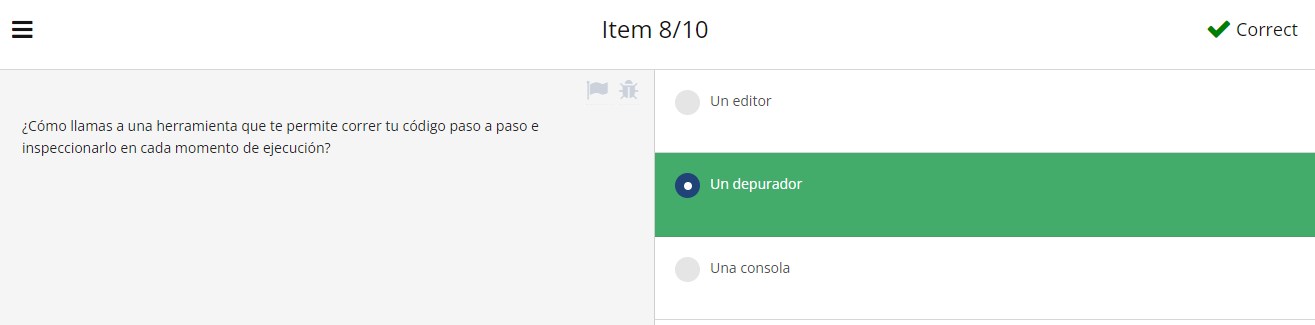 Item 8/10
Correct
¿Cómo llamas a una herramienta que te permite correr tu código paso a paso e
inspeccionarlo en cada momento de ejecución?
Un editor
Un depurador
Una consola